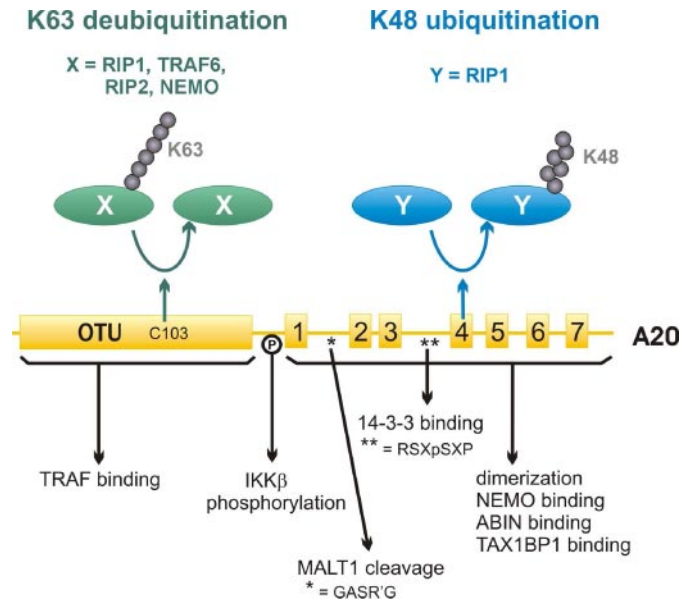 K63 deubiquitination
X = RIP1, TRAF6,
RIP2, NEMO
K63
X
X
K48 ubiquitination
Y = RIP1
K48
Y
Y
OTU
C103
P
1
*
2
3
**
4
5
6
7
A20
TRAF binding
IKKβ
phosphorylation
14-3-3 binding
** = RSXpSXP
dimerization
NEMO binding
ABIN binding
TAX1BP1 binding
MALT1 cleavage
* = GASR'G